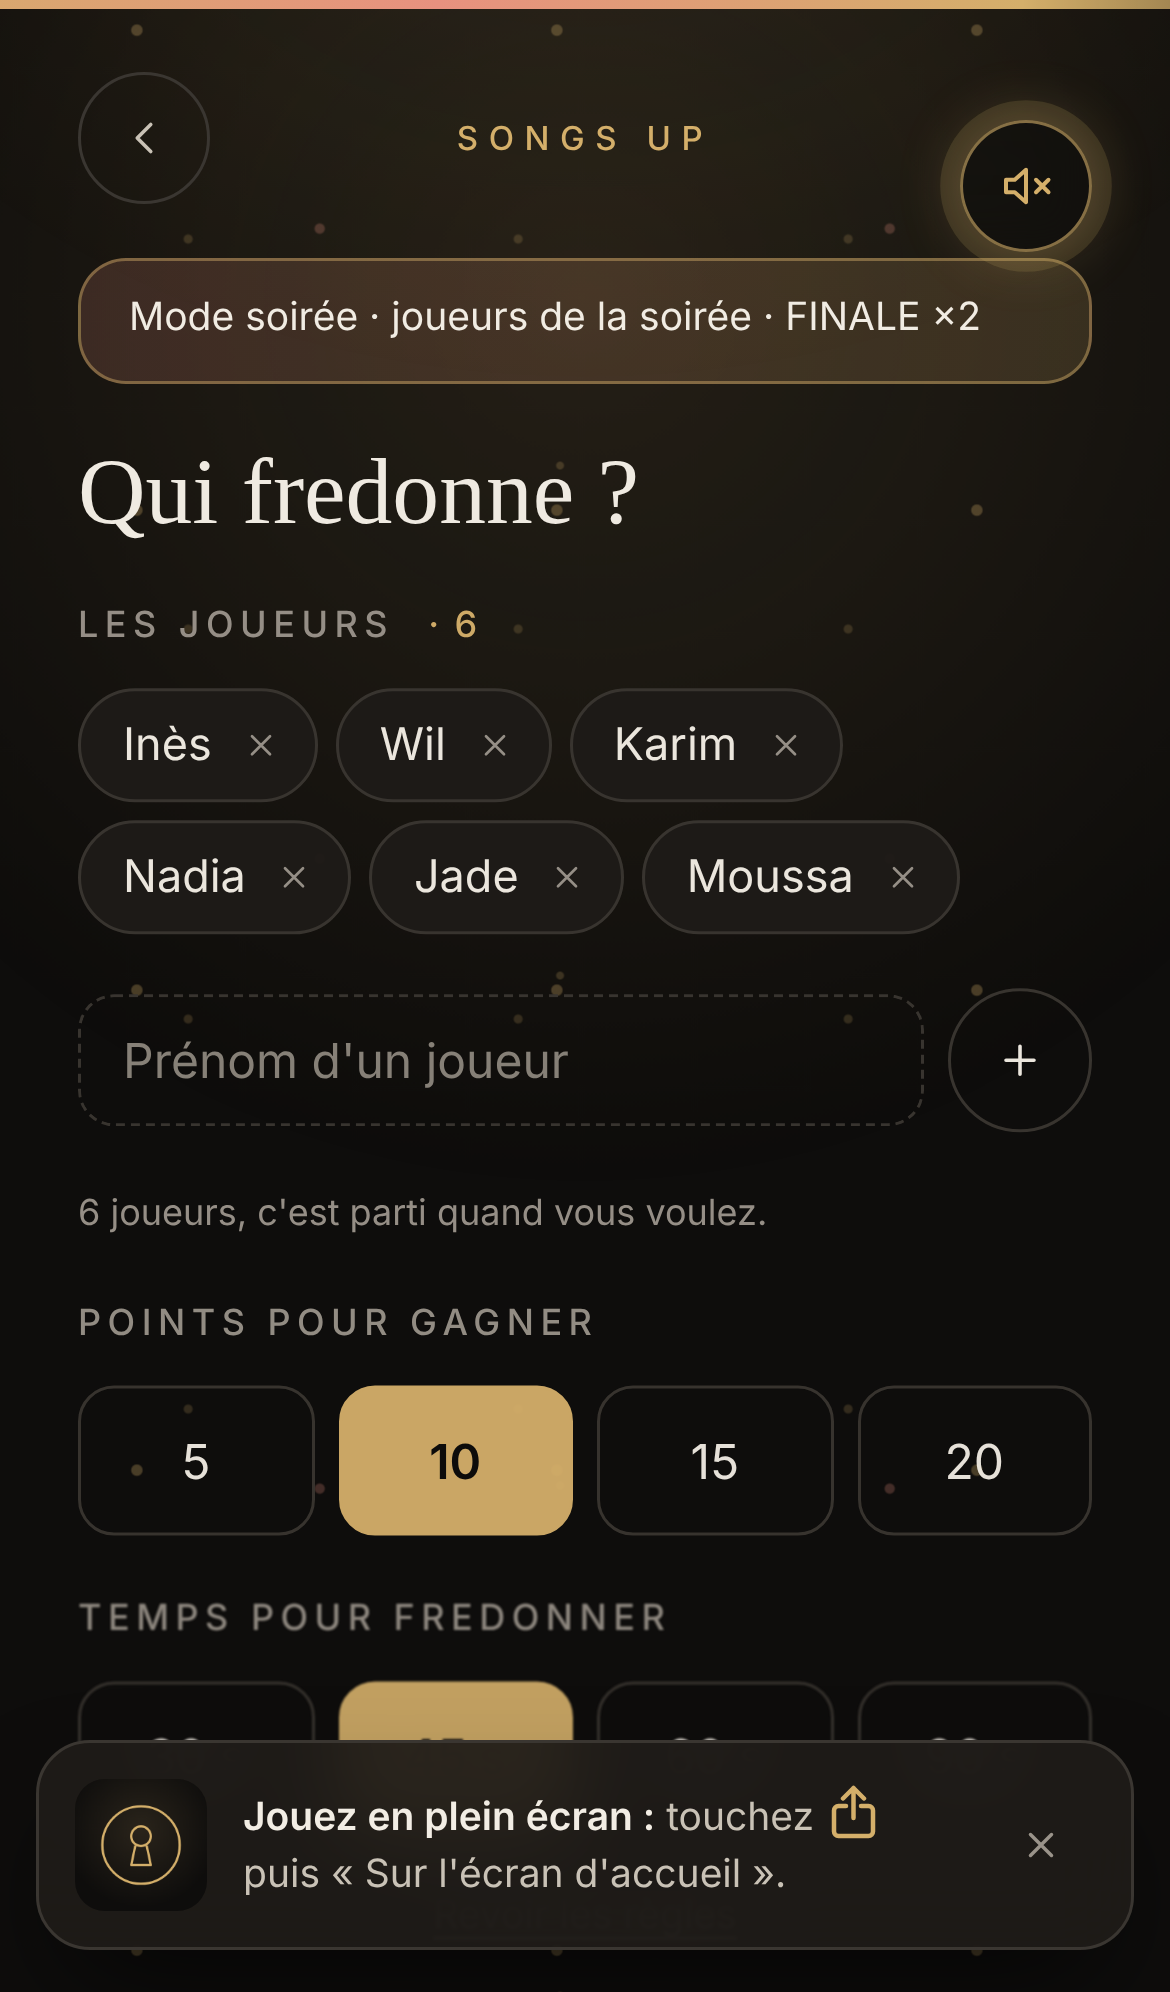 SONGS UP
Mode soirée · joueurs de la soirée · FINALE ×2
Qui fredonne ?
LES JOUEURS · 6
Inès
Wil
Karim
Nadia
Jade
Moussa
Prénom d'un joueur
6 joueurs, c'est parti quand vous voulez.
POINTS POUR GAGNER
5
10
15
20
TEMPS POUR FREDONNER
Jouez en plein écran : touchez
puis « Sur l'écran d'accueil ».